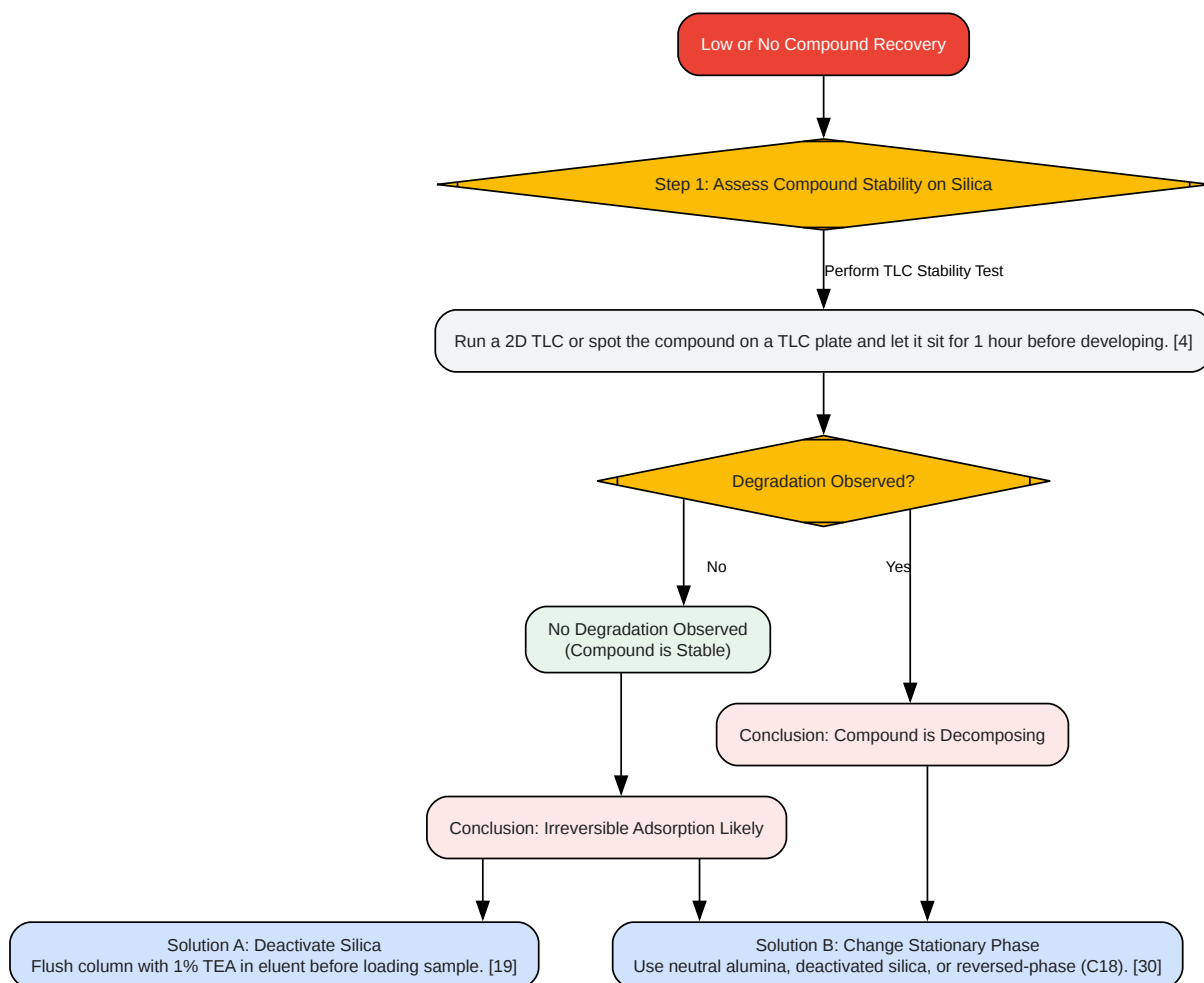 Low or No Compound Recovery
Step 1: Assess Compound Stability on Silica
Perform TLC Stability Test
Run a 2D TLC or spot the compound on a TLC plate and let it sit for 1 hour before developing. [4]
Degradation Observed?
No
Yes
No Degradation Observed
(Compound is Stable)
Conclusion: Compound is Decomposing
Conclusion: Irreversible Adsorption Likely
Solution A: Deactivate Silica
Flush column with 1% TEA in eluent before loading sample. [19]
Solution B: Change Stationary Phase
Use neutral alumina, deactivated silica, or reversed-phase (C18). [30]